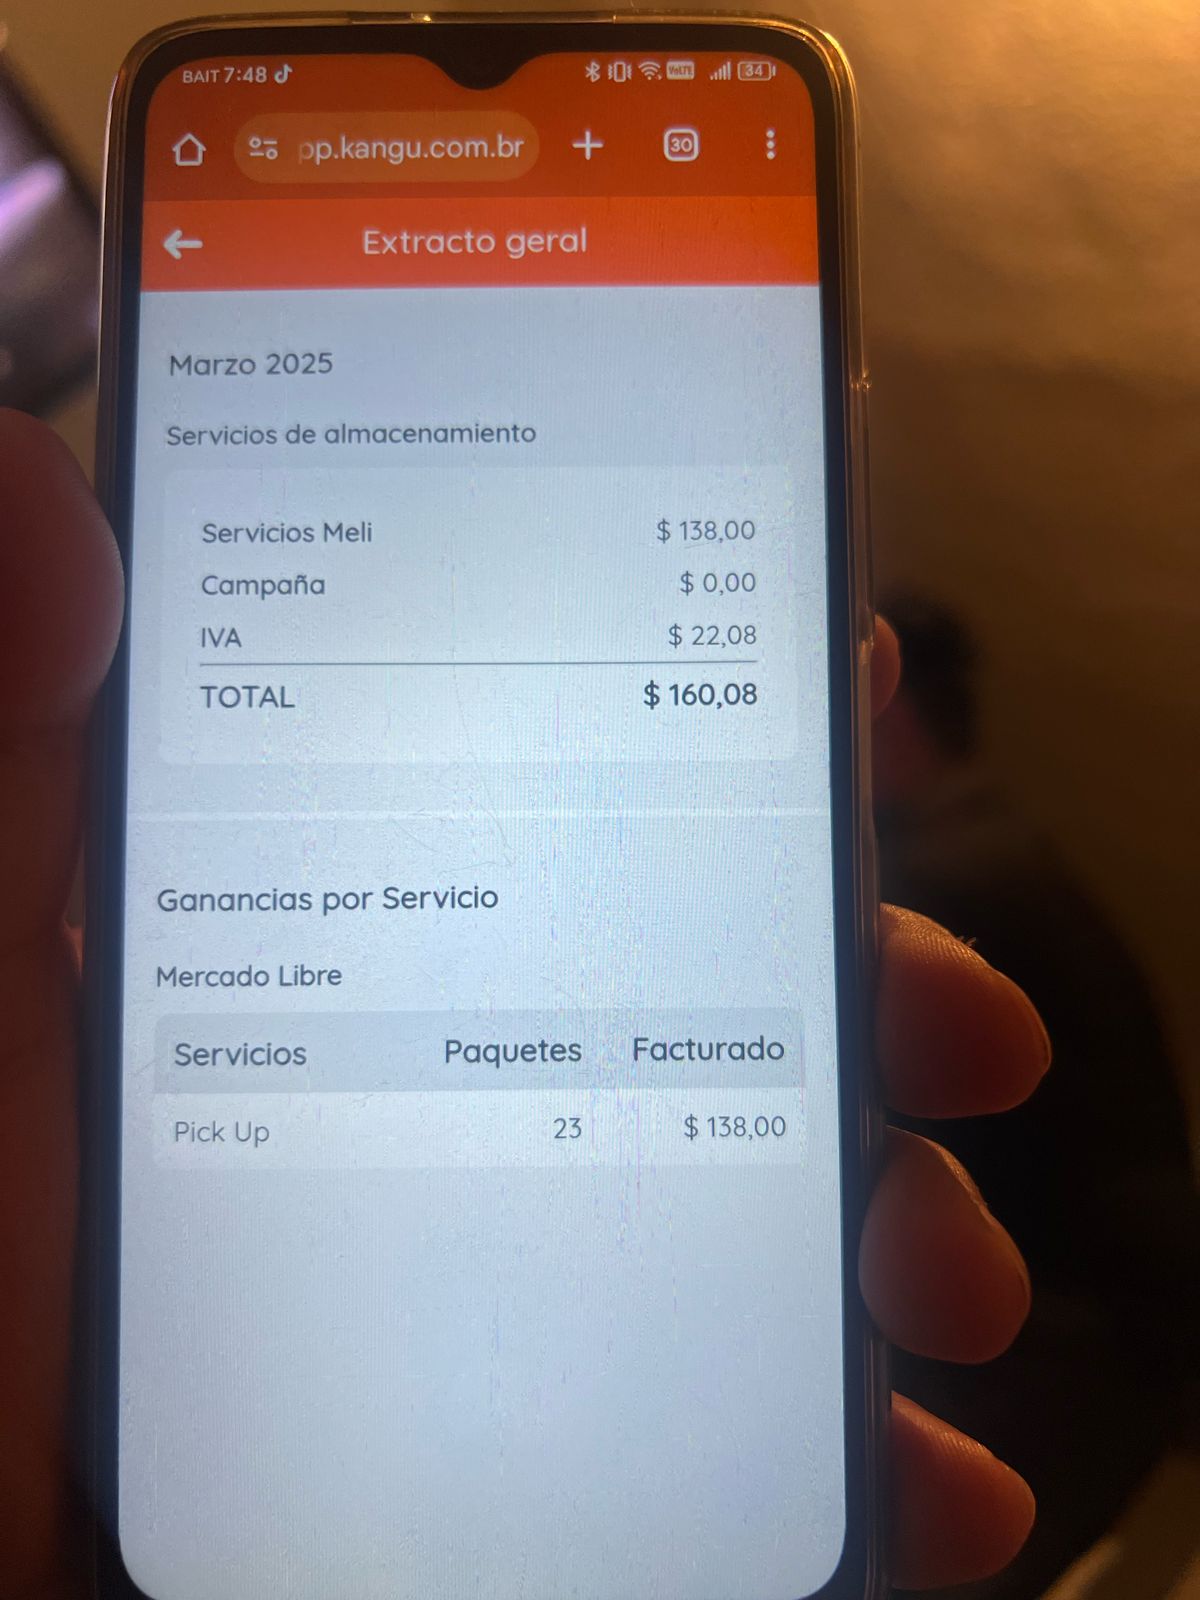 BAIT 7:48
VoLTE 34
pp.kangu.com.br 30
Extracto geral
Marzo 2025
Servicios de almacenamiento
Servicios Meli $ 138,00
Campaña $ 0,00
IVA $ 22,08
TOTAL $ 160,08
Ganancias por Servicio
Mercado Libre
Servicios Paquetes Facturado
Pick Up 23 $ 138,00